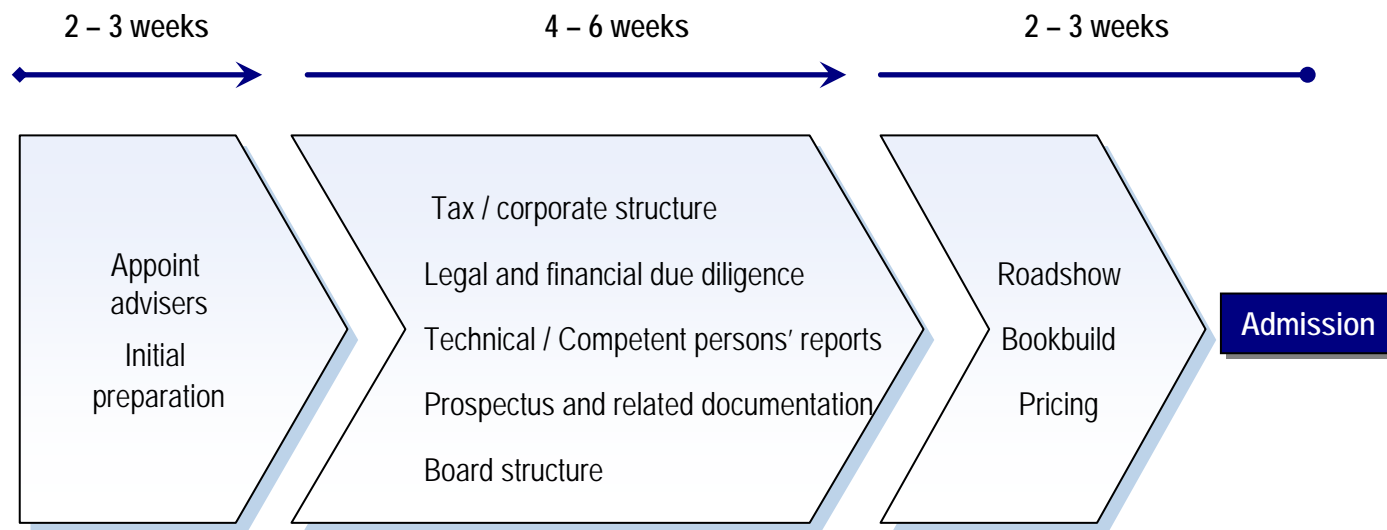 2 – 3 weeks
4 – 6 weeks
2 – 3 weeks
Appoint
advisers
Initial
preparation
Tax / corporate structure
Legal and financial due diligence
Technical / Competent persons’ reports
Prospectus and related documentation
Board structure
Roadshow
Bookbuild
Pricing
Admission